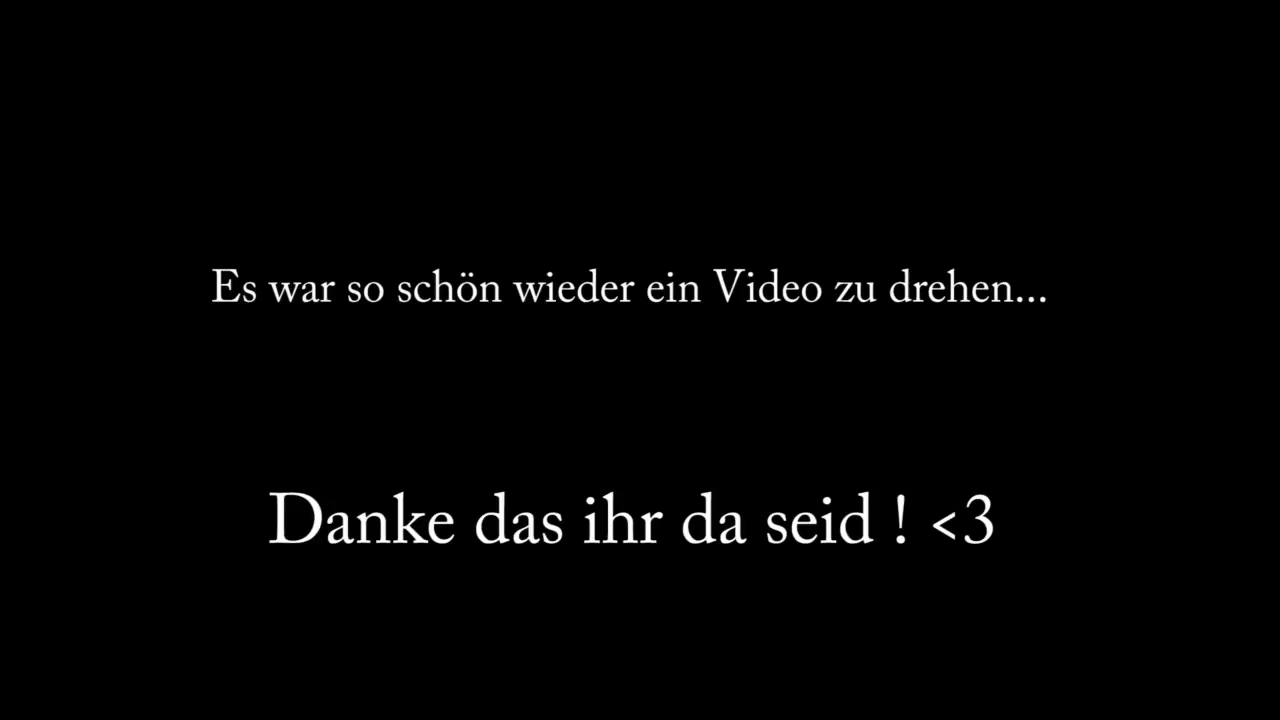 Es war so schön wieder ein Video zu drehen...
Danke das ihr da seid ! <3